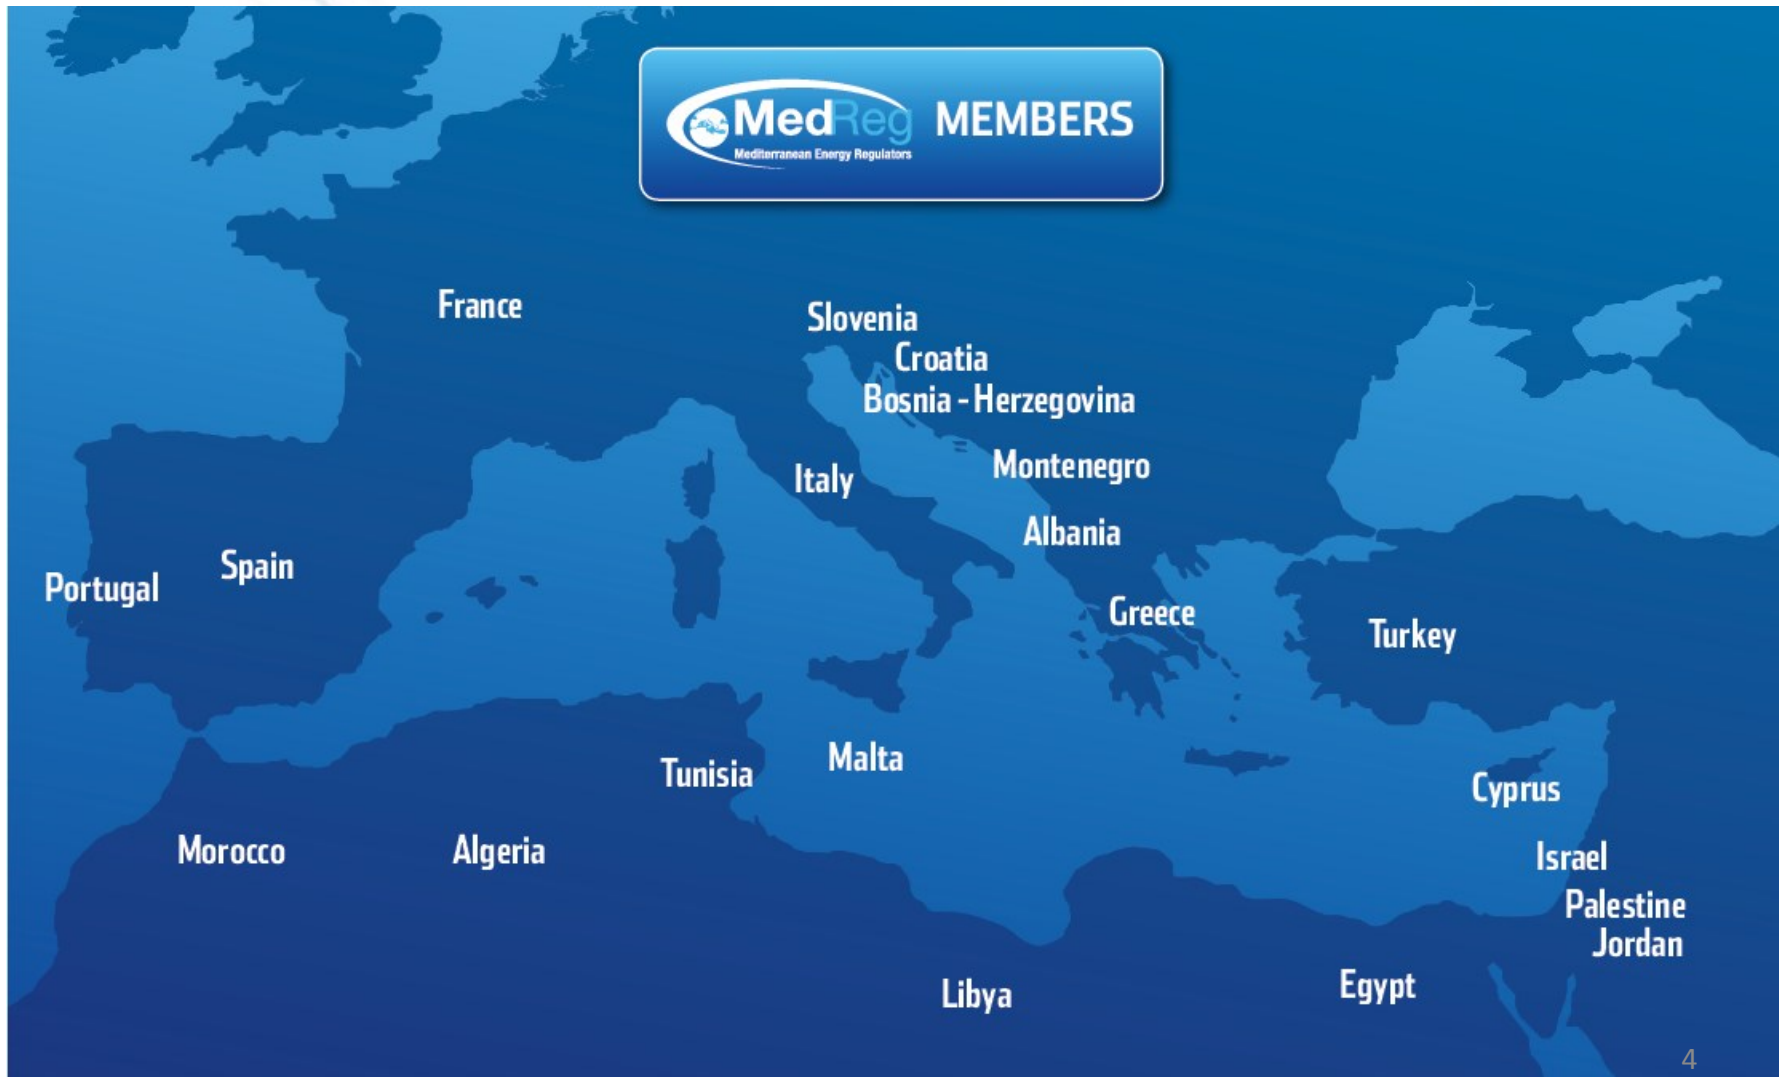 MedReg MEMBERS
Mediterranean Energy Regulators
France
Slovenia
Croatia
Bosnia - Herzegovina
Montenegro
Italy
Albania
Spain
Portugal
Greece
Turkey
Malta
Tunisia
Cyprus
Morocco
Algeria
Israel
Palestine
Jordan
Egypt
Libya
4